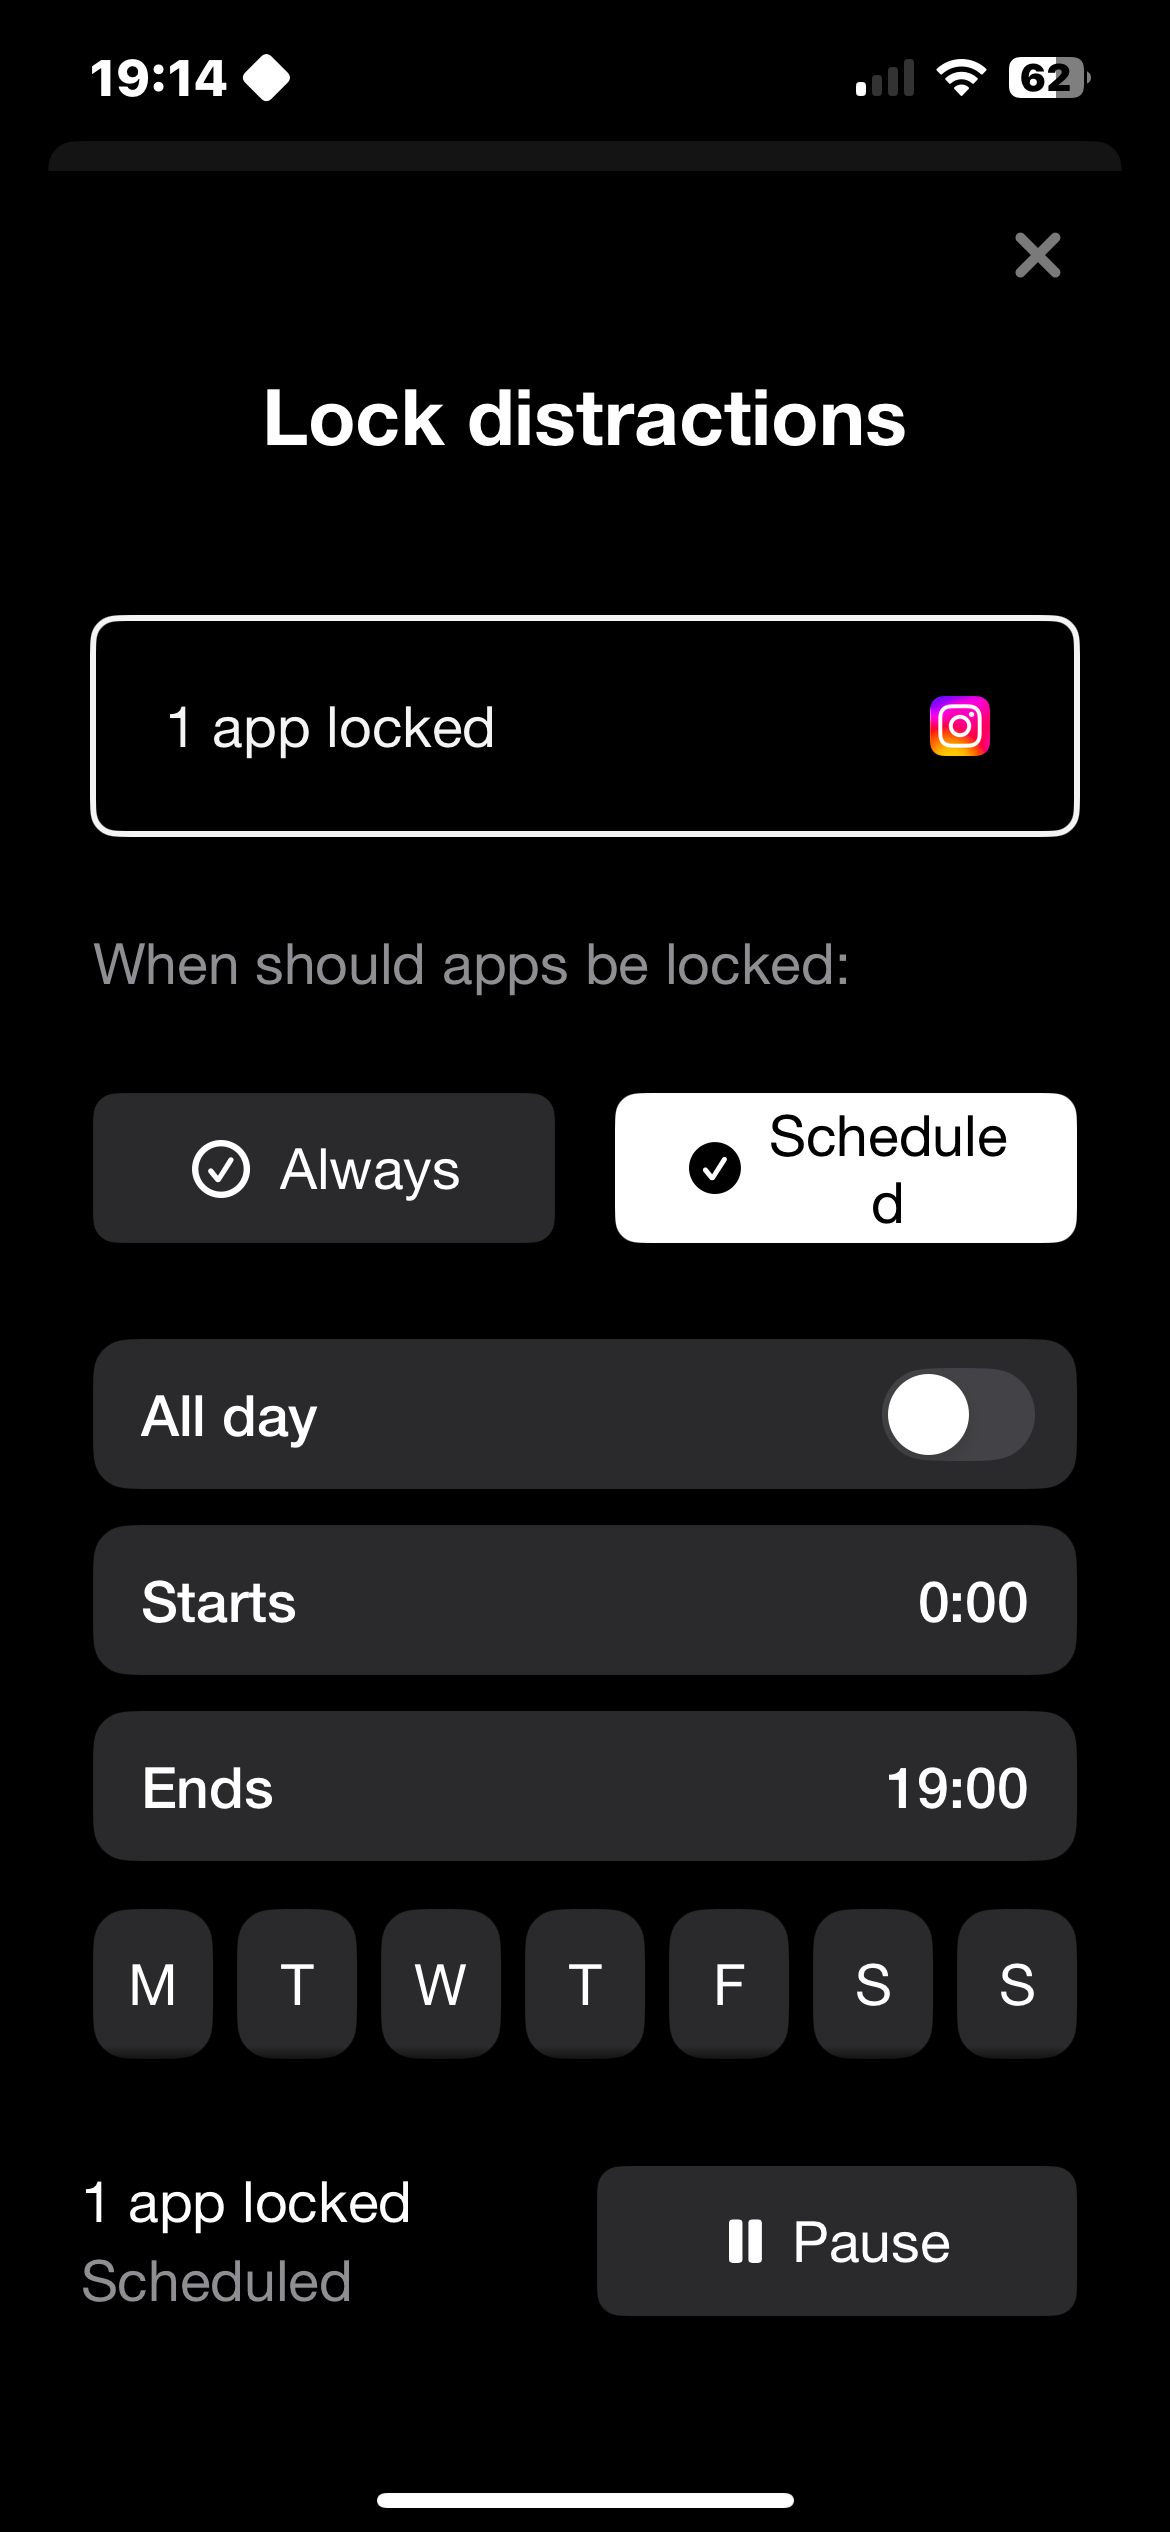 19:14
62
Lock distractions
1 app locked
When should apps be locked:
Always
Schedule
d
All day
Starts 0:00
Ends 19:00
M T W T F S S
1 app locked
Scheduled
Pause